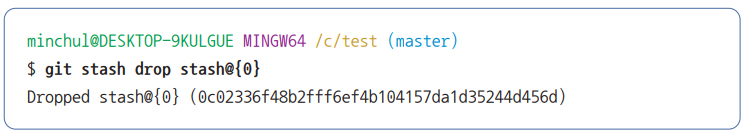 minchul@DESKTOP-9KULGUE MINGW64 /c/test (master)
$ git stash drop stash@{0}
Dropped stash@{0} (0c02336f48b2fff6ef4b104157da1d35244d456d)